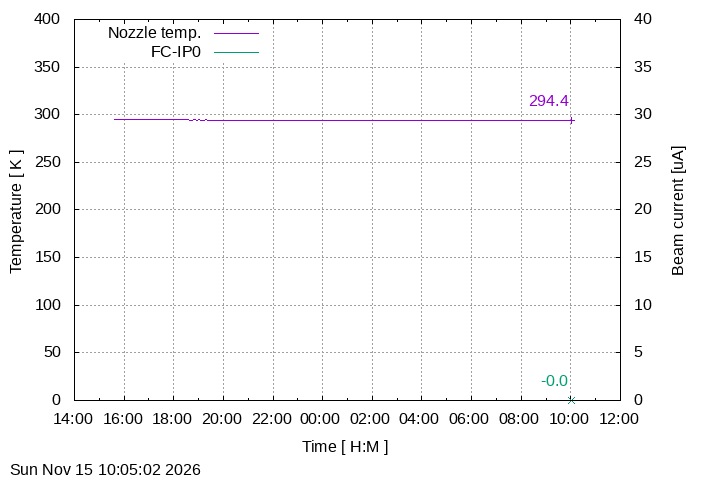 Nozzle temp.
FC-IP0
400
350
300
250
200
150
100
50
0
40
35
30
25
20
15
10
5
0
294.4
-0.0
14:00 16:00 18:00 20:00 22:00 00:00 02:00 04:00 06:00 08:00 10:00 12:00
Temperature [ K ]
Beam current [uA]
Time [ H:M ]
Sun Nov 15 10:05:02 2026